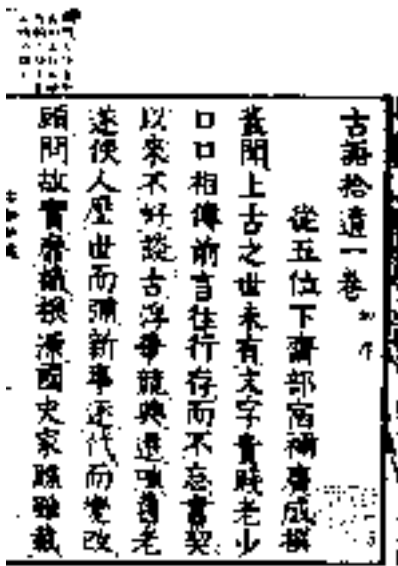 古語拾遺一巻
從五位下齋部宿禰廣成撰
蓋聞上古之世未有文字貴賤老少
口口相傳前言往行存而不忘書契
以來不好談古浮華競興還嗤舊老
遂使人歷世而彌新事逐代而變改
顧問故實靡識根源國史家牒雖載